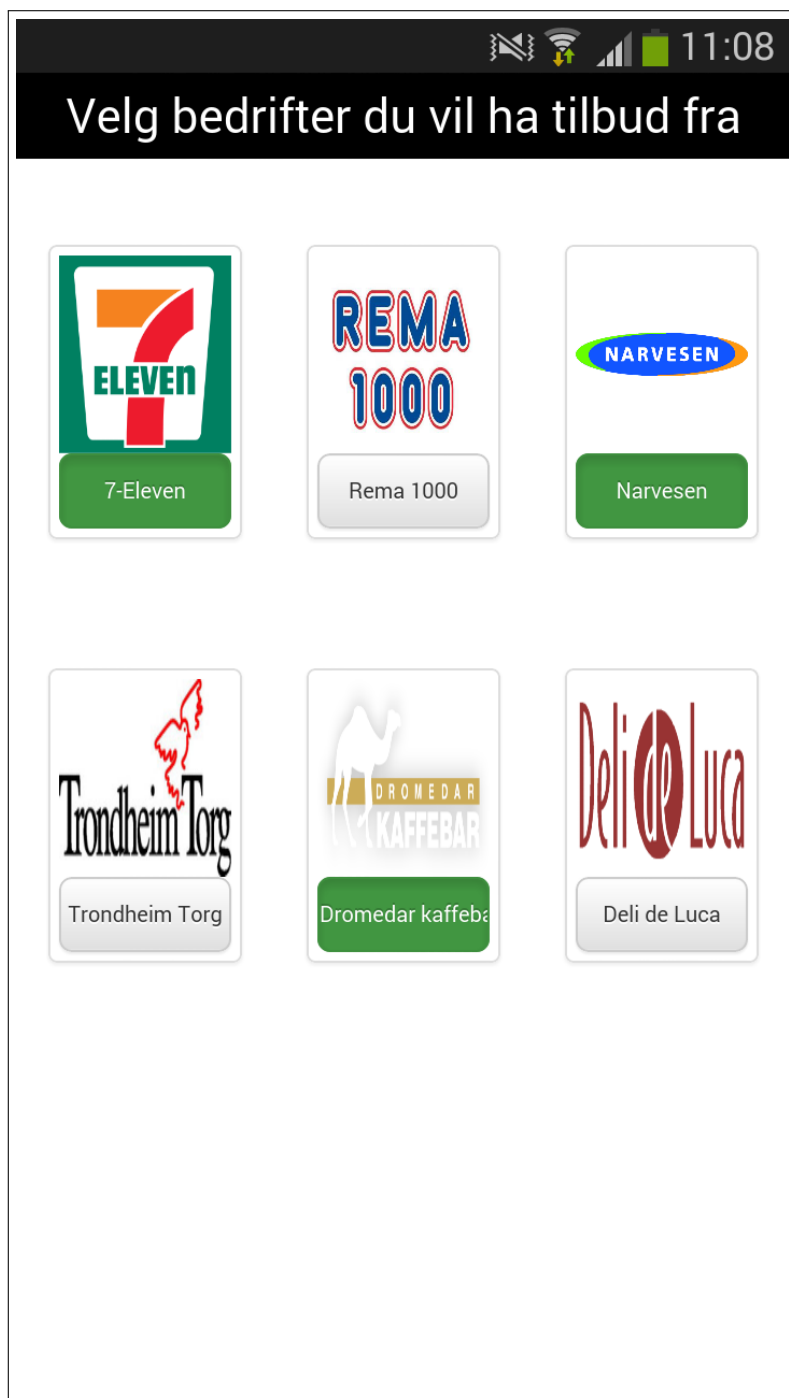 11:08
Velg bedrifter du vil ha tilbud fra
7
ELEVEn
7-Eleven
REMA
1000
Rema 1000
NARVESEN
Narvesen
Trondheim Torg
Trondheim Torg
DROMEDAR
KAFFEBAR
Dromedar kaffeba
Deli de Luca
Deli de Luca